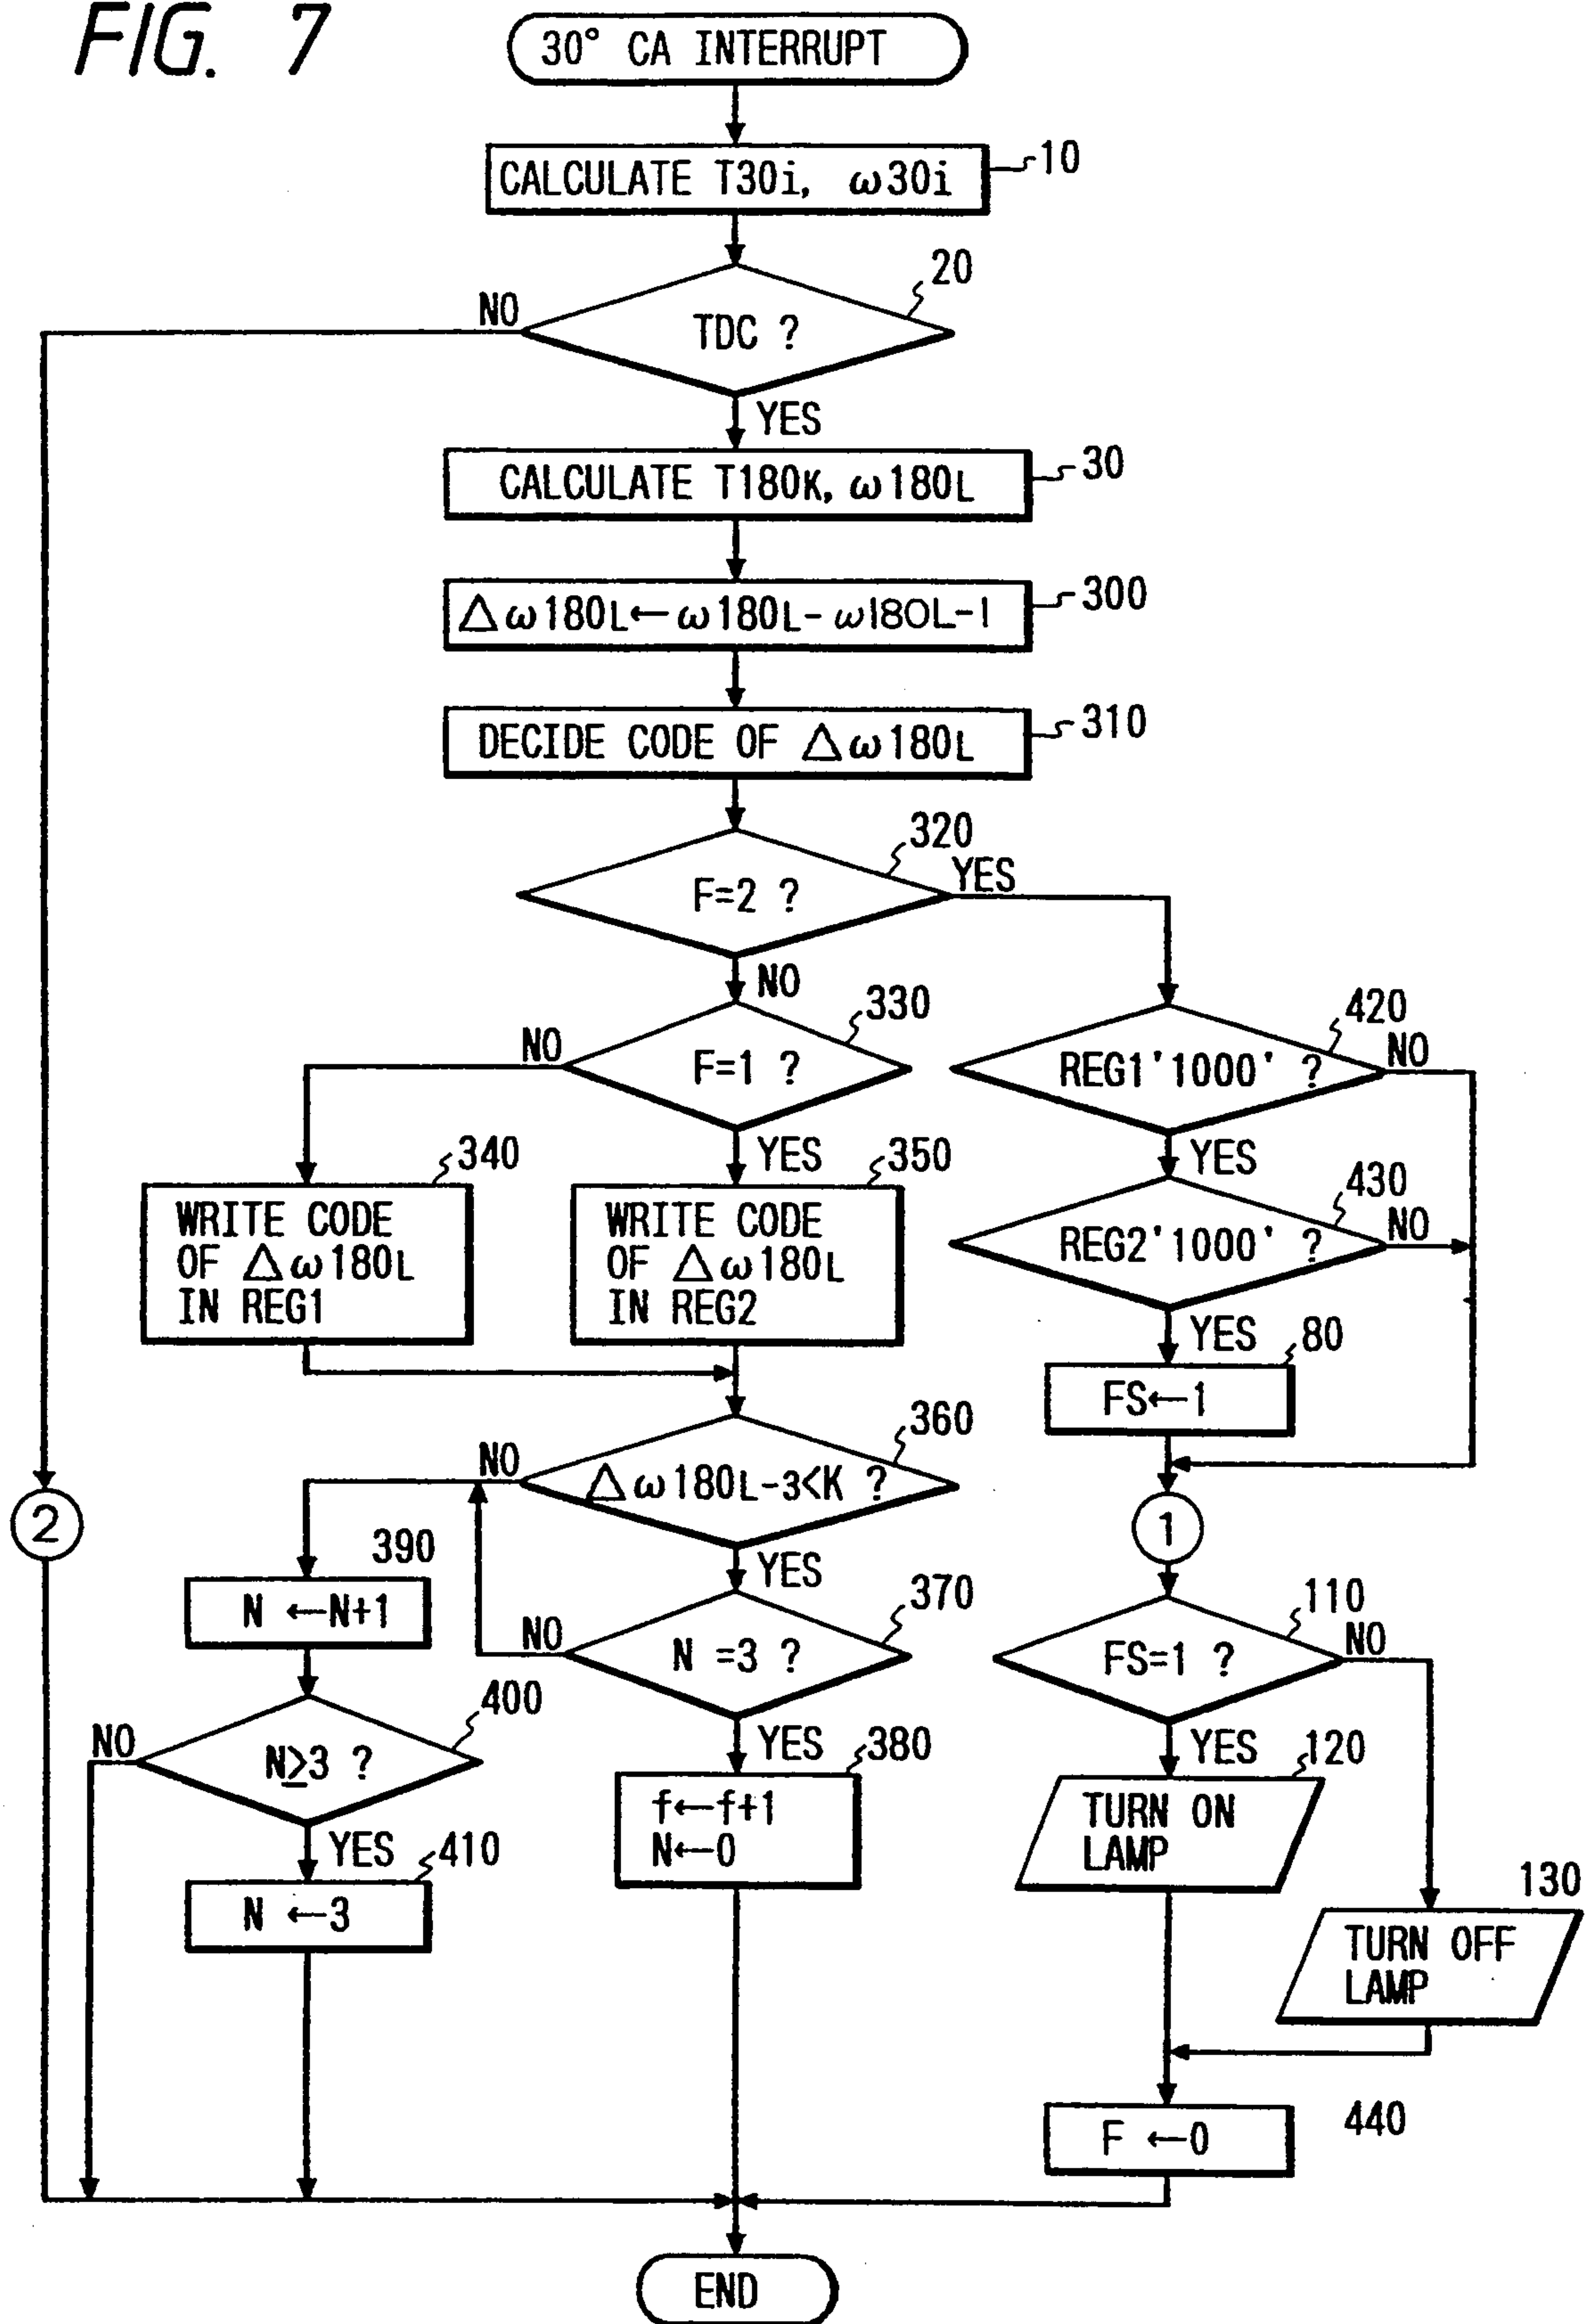 FIG. 7
30° CA INTERRUPT
CALCULATE T30i, ω30i
10
20
TDC ?
NO
YES
CALCULATE T180K, ω180L
30
△ω180L←ω180L-ω180L-1
300
DECIDE CODE OF △ω180L
310
320
F=2 ?
YES
NO
330
F=1 ?
NO
YES
420
REG1'1000' ?
NO
YES
340
WRITE CODE
OF △ω180L
IN REG1
350
WRITE CODE
OF △ω180L
IN REG2
430
REG2'1000' ?
NO
YES
80
FS←1
360
△ω180L-3<K ?
NO
YES
2
1
390
N ←N+1
370
N =3 ?
NO
YES
110
FS=1 ?
NO
YES
400
N≥3 ?
NO
YES
380
f←f+1
N←0
120
TURN ON
LAMP
410
N ←3
130
TURN OFF
LAMP
F ←0
440
END